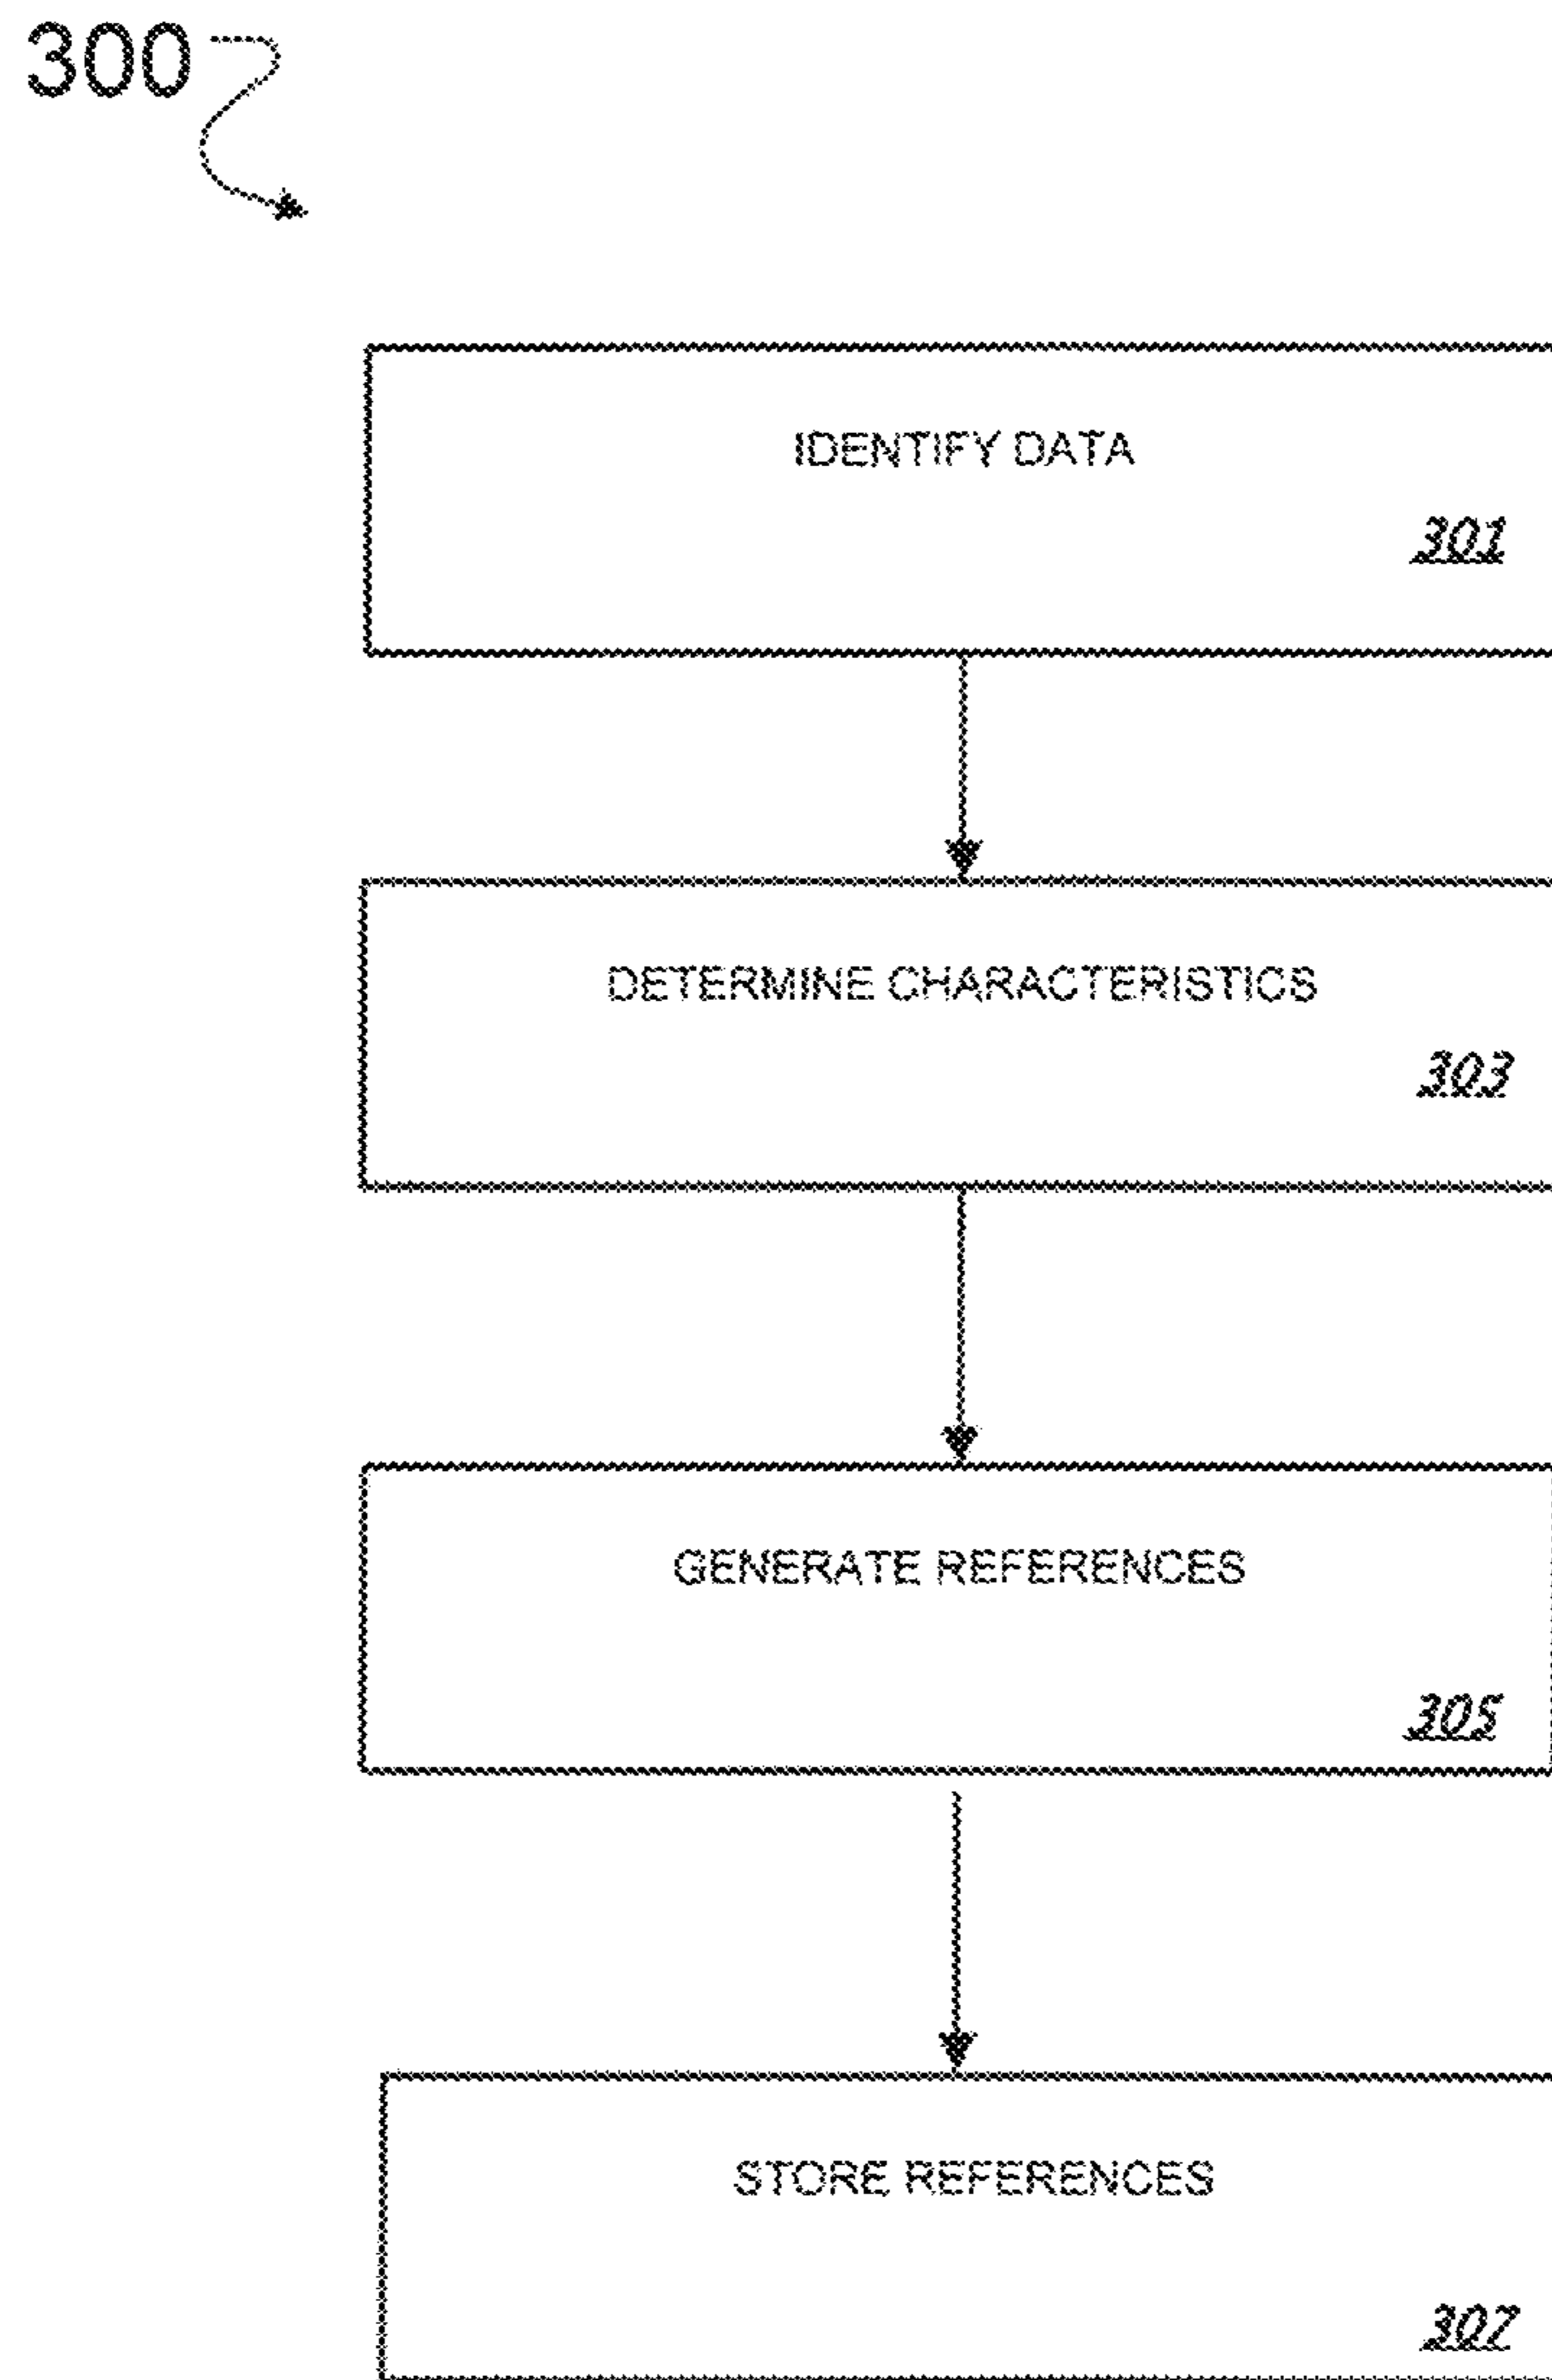 300
IDENTIFY DATA
301
DETERMINE CHARACTERISTICS
303
GENERATE REFERENCES
305
STORE REFERENCES
307